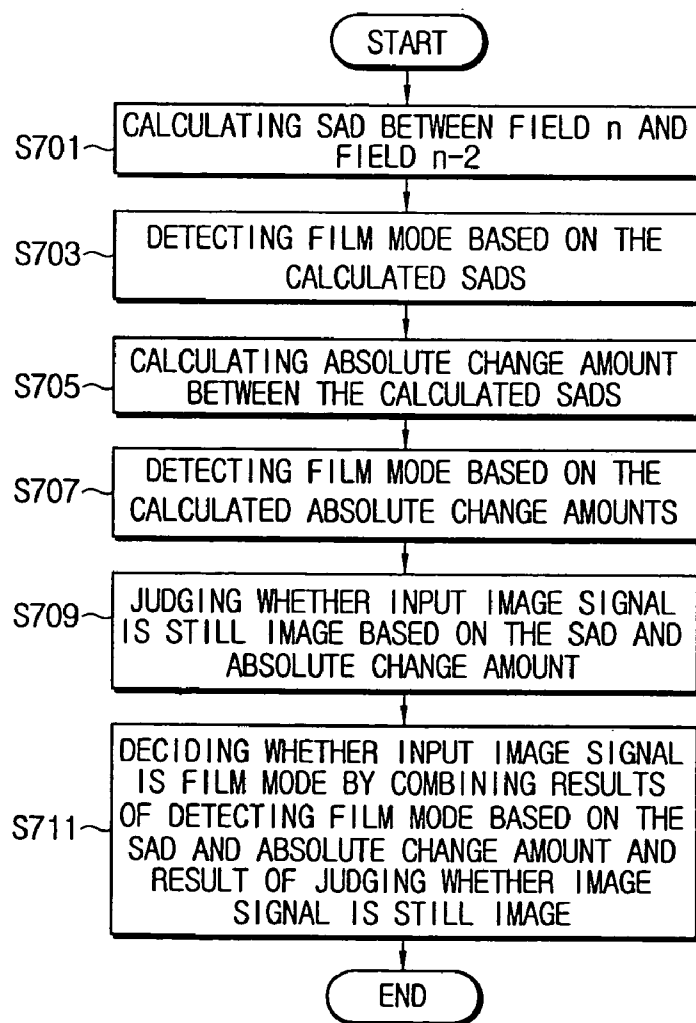 START
S701
CALCULATING SAD BETWEEN FIELD n AND
FIELD n-2
S703
DETECTING FILM MODE BASED ON THE
CALCULATED SADS
S705
CALCULATING ABSOLUTE CHANGE AMOUNT
BETWEEN THE CALCULATED SADS
S707
DETECTING FILM MODE BASED ON THE
CALCULATED ABSOLUTE CHANGE AMOUNTS
S709
JUDGING WHETHER INPUT IMAGE SIGNAL
IS STILL IMAGE BASED ON THE SAD AND
ABSOLUTE CHANGE AMOUNT
S711
DECIDING WHETHER INPUT IMAGE SIGNAL
IS FILM MODE BY COMBINING RESULTS
OF DETECTING FILM MODE BASED ON THE
SAD AND ABSOLUTE CHANGE AMOUNT AND
RESULT OF JUDGING WHETHER IMAGE
SIGNAL IS STILL IMAGE
END